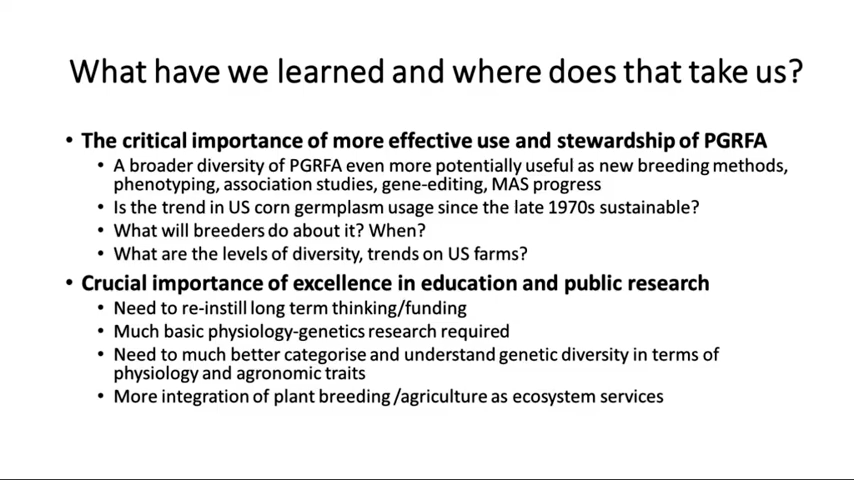 What have we learned and where does that take us?
• The critical importance of more effective use and stewardship of PGRFA
• A broader diversity of PGRFA even more potentially useful as new breeding methods,
phenotyping, association studies, gene-editing, MAS progress
• Is the trend in US corn germplasm usage since the late 1970s sustainable?
• What will breeders do about it? When?
• What are the levels of diversity, trends on US farms?
• Crucial importance of excellence in education and public research
• Need to re-instill long term thinking/funding
• Much basic physiology-genetics research required
• Need to much better categorise and understand genetic diversity in terms of
physiology and agronomic traits
• More integration of plant breeding /agriculture as ecosystem services